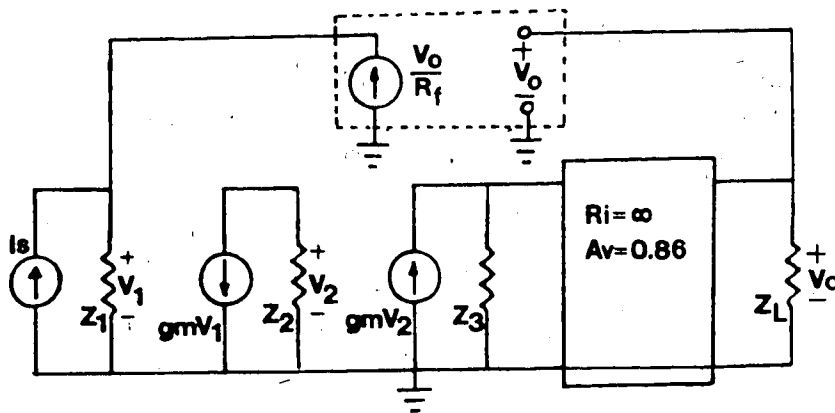 Vo
Rf
+
Vo
–
Is
+
V1
–
Z1
gmV1
+
V2
–
Z2
gmV2
Z3
Ri= ∞
Av=0.86
+
Vo
–
ZL